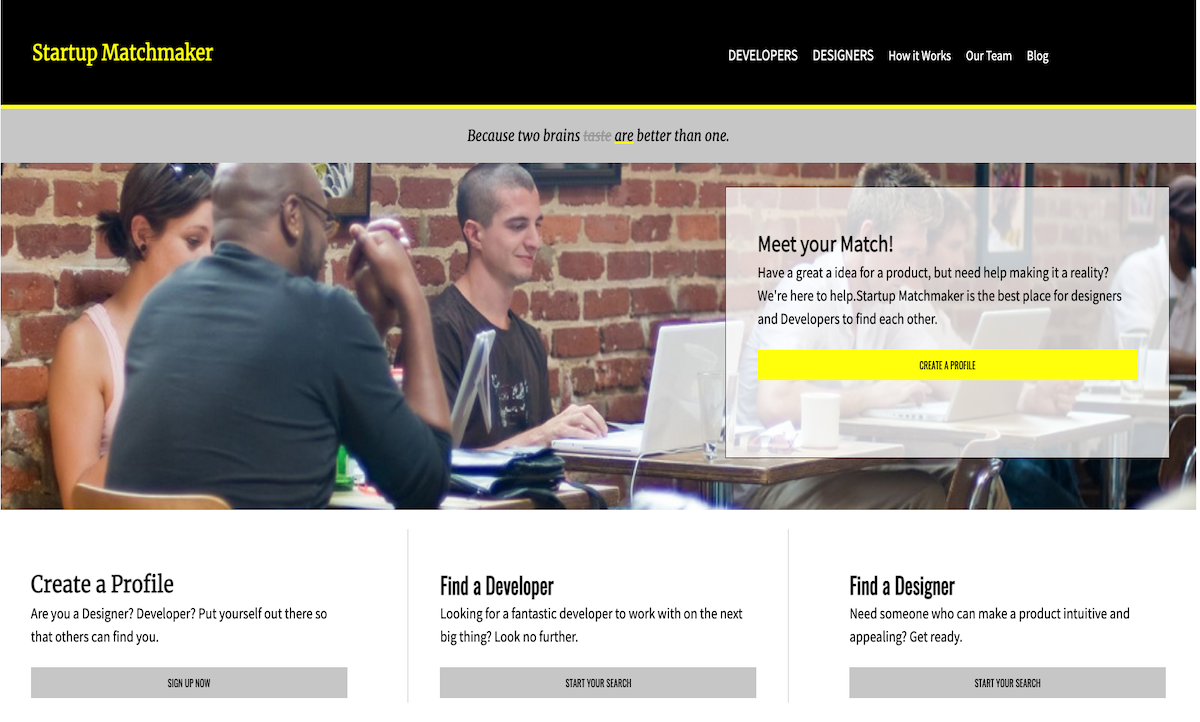 Startup Matchmaker
DEVELOPERS DESIGNERS How it Works Our Team Blog
Because two brains taste are better than one.
Meet your Match!
Have a great a idea for a product, but need help making it a reality?
We're here to help.Startup Matchmaker is the best place for designers
and Developers to find each other.
CREATE A PROFILE
Create a Profile
Are you a Designer? Developer? Put yourself out there so
that others can find you.
SIGN UP NOW
Find a Developer
Looking for a fantastic developer to work with on the next
big thing? Look no further.
START YOUR SEARCH
Find a Designer
Need someone who can make a product intuitive and
appealing? Get ready.
START YOUR SEARCH